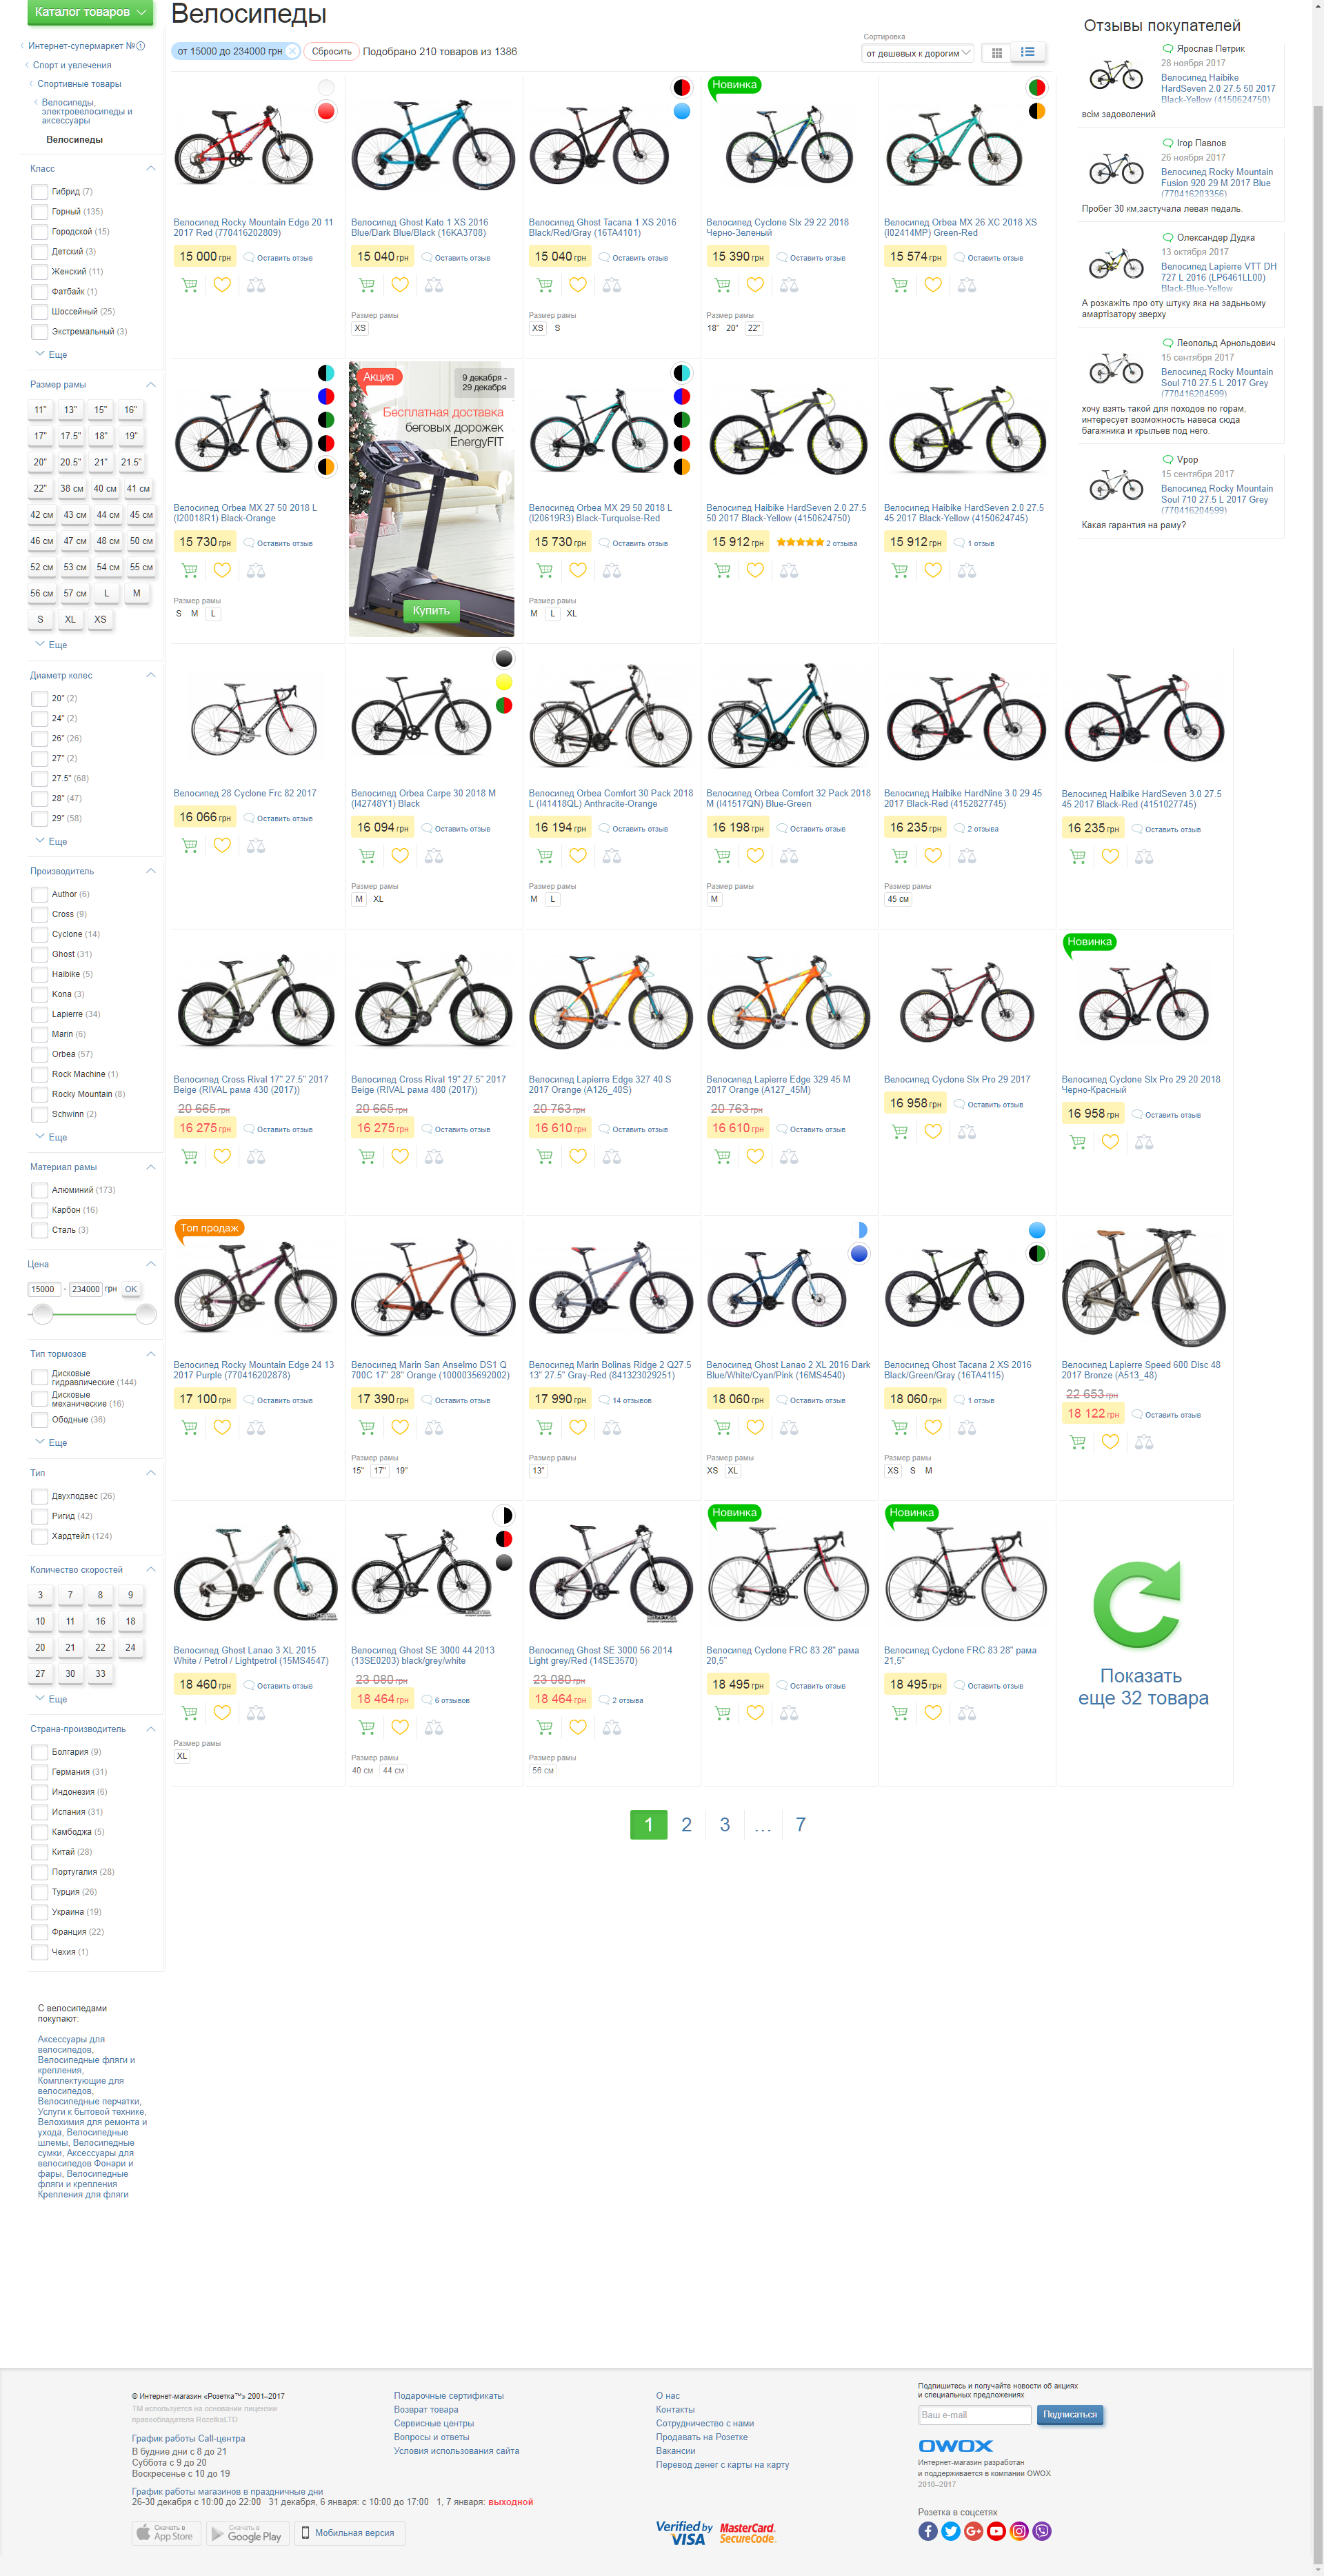 Каталог товаров
Интернет-супермаркет №1
Спорт и увлечения
Спортивные товары
Велосипеды,
электровелосипеды и
аксессуары
Велосипеды
Класс
Гибрид (7)
Горный (135)
Городской (15)
Детский (3)
Женский (11)
Фатбайк (1)
Шоссейный (25)
Экстремальный (3)
Еще
Размер рамы
11" 13" 15" 16"
17" 17.5" 18" 19"
20" 20.5" 21" 21.5"
22" 38 см 40 см 41 см
42 см 43 см 44 см 45 см
46 см 47 см 48 см 50 см
52 см 53 см 54 см 55 см
56 см 57 см L M
S XL XS
Еще
Диаметр колес
20" (2)
24" (2)
26" (26)
27" (2)
27.5" (68)
28" (47)
29" (58)
Еще
Производитель
Author (6)
Cross (9)
Cyclone (14)
Ghost (31)
Haibike (5)
Kona (3)
Lapierre (34)
Marin (6)
Orbea (57)
Rock Machine (1)
Rocky Mountain (8)
Schwinn (2)
Еще
Материал рамы
Алюминий (173)
Карбон (16)
Сталь (3)
Цена
15000 - 234000 грн OK
Тип тормозов
Дисковые
гидравлические (144)
Дисковые
механические (16)
Ободные (36)
Еще
Тип
Двухподвес (26)
Ригид (42)
Хардтейл (124)
Количество скоростей
3 7 8 9
10 11 16 18
20 21 22 24
27 30 33
Еще
Страна-производитель
Болгария (9)
Германия (31)
Индонезия (6)
Испания (31)
Камбоджа (5)
Китай (28)
Португалия (28)
Турция (26)
Украина (19)
Франция (22)
Чехия (1)
С велосипедами
покупают:
Аксессуары для
велосипедов,
Велосипедные фляги и
крепления,
Комплектующие для
велосипедов,
Велосипедные перчатки,
Услуги к бытовой технике,
Велохимия для ремонта и
ухода, Велосипедные
шлемы, Велосипедные
сумки, Аксессуары для
велосипедов Фонари и
фары, Велосипедные
фляги и крепления
Крепления для фляги
Велосипеды
от 15000 до 234000 грн Сбросить Подобрано 210 товаров из 1386
Сортировка
от дешевых к дорогим
Велосипед Rocky Mountain Edge 20 11
2017 Red (770416202809)
15 000 грн Оставить отзыв
Велосипед Ghost Kato 1 XS 2016
Blue/Dark Blue/Black (16KA3708)
15 040 грн Оставить отзыв
Размер рамы
XS
Велосипед Ghost Tacana 1 XS 2016
Black/Red/Gray (16TA4101)
15 040 грн Оставить отзыв
Размер рамы
XS S
Новинка
Велосипед Cyclone Slx 29 22 2018
Черно-Зеленый
15 390 грн Оставить отзыв
Размер рамы
18" 20" 22"
Велосипед Orbea MX 26 XC 2018 XS
(I02414MP) Green-Red
15 574 грн Оставить отзыв
Велосипед Orbea MX 27 50 2018 L
(I20018R1) Black-Orange
15 730 грн Оставить отзыв
Размер рамы
S M L
Акция
9 декабря -
29 декабря
Бесплатная доставка
беговых дорожек
EnergyFIT
Купить
Велосипед Orbea MX 29 50 2018 L
(I20619R3) Black-Turquoise-Red
15 730 грн Оставить отзыв
Размер рамы
M L XL
Велосипед Haibike HardSeven 2.0 27.5
50 2017 Black-Yellow (4150624750)
15 912 грн 2 отзыва
Велосипед Haibike HardSeven 2.0 27.5
45 2017 Black-Yellow (4150624745)
15 912 грн 1 отзыв
Велосипед 28 Cyclone Frc 82 2017
16 066 грн Оставить отзыв
Велосипед Orbea Carpe 30 2018 M
(I42748Y1) Black
16 094 грн Оставить отзыв
Размер рамы
M XL
Велосипед Orbea Comfort 30 Pack 2018
L (I41418QL) Anthracite-Orange
16 194 грн Оставить отзыв
Размер рамы
M L
Велосипед Orbea Comfort 32 Pack 2018
M (I41517QN) Blue-Green
16 198 грн Оставить отзыв
Размер рамы
M
Велосипед Haibike HardNine 3.0 29 45
2017 Black-Red (4152827745)
16 235 грн 2 отзыва
Размер рамы
45 см
Велосипед Haibike HardSeven 3.0 27.5
45 2017 Black-Red (4151027745)
16 235 грн Оставить отзыв
Велосипед Cross Rival 17" 27.5" 2017
Beige (RIVAL рама 430 (2017))
20 665 грн
16 275 грн Оставить отзыв
Велосипед Cross Rival 19" 27.5" 2017
Beige (RIVAL рама 480 (2017))
20 665 грн
16 275 грн Оставить отзыв
Велосипед Lapierre Edge 327 40 S
2017 Orange (A126_40S)
20 763 грн
16 610 грн Оставить отзыв
Велосипед Lapierre Edge 329 45 M
2017 Orange (A127_45M)
20 763 грн
16 610 грн Оставить отзыв
Велосипед Cyclone Slx Pro 29 2017
16 958 грн Оставить отзыв
Новинка
Велосипед Cyclone Slx Pro 29 20 2018
Черно-Красный
16 958 грн Оставить отзыв
Топ продаж
Велосипед Rocky Mountain Edge 24 13
2017 Purple (770416202878)
17 100 грн Оставить отзыв
Велосипед Marin San Anselmo DS1 Q
700C 17" 28" Orange (1000035692002)
17 390 грн Оставить отзыв
Размер рамы
15" 17" 19"
Велосипед Marin Bolinas Ridge 2 Q27.5
13" 27.5" Gray-Red (841323029251)
17 990 грн 14 отзывов
Размер рамы
13"
Велосипед Ghost Lanao 2 XL 2016 Dark
Blue/White/Cyan/Pink (16MS4540)
18 060 грн Оставить отзыв
Размер рамы
XS XL
Велосипед Ghost Tacana 2 XS 2016
Black/Green/Gray (16TA4115)
18 060 грн 1 отзыв
Размер рамы
XS S M
Велосипед Lapierre Speed 600 Disc 48
2017 Bronze (A513_48)
22 653 грн
18 122 грн Оставить отзыв
Велосипед Ghost Lanao 3 XL 2015
White / Petrol / Lightpetrol (15MS4547)
18 460 грн Оставить отзыв
Размер рамы
XL
Велосипед Ghost SE 3000 44 2013
(13SE0203) black/grey/white
23 080 грн
18 464 грн 6 отзывов
Размер рамы
40 см 44 см
Велосипед Ghost SE 3000 56 2014
Light grey/Red (14SE3570)
23 080 грн
18 464 грн 2 отзыва
Размер рамы
56 см
Новинка
Велосипед Cyclone FRC 83 28" рама
20,5"
18 495 грн Оставить отзыв
Новинка
Велосипед Cyclone FRC 83 28" рама
21,5"
18 495 грн Оставить отзыв
Показать
еще 32 товара
1 2 3 ... 7
Отзывы покупателей
Ярослав Петрик
28 ноября 2017
Велосипед Haibike
HardSeven 2.0 27.5 50 2017
Black-Yellow (4150624750)
всім задоволений
Ігор Павлов
26 ноября 2017
Велосипед Rocky Mountain
Fusion 920 29 M 2017 Blue
(770416203356)
Пробег 30 км,застучала левая педаль.
Олександер Дудка
13 октября 2017
Велосипед Lapierre VTT DH
727 L 2016 (LP6461LL00)
Black-Blue-Yellow
А розкажіть про оту штуку яка на задньому
амартізатору зверху
Леопольд Арнольдович
15 сентября 2017
Велосипед Rocky Mountain
Soul 710 27.5 L 2017 Grey
(770416204599)
хочу взять такой для походов по горам,
интересует возможность навеса сюда
багажника и крыльев под него.
Vpop
15 сентября 2017
Велосипед Rocky Mountain
Soul 710 27.5 L 2017 Grey
(770416204599)
Какая гарантия на раму?
© Интернет-магазин «Розетка™» 2001–2017
ТМ используется на основании лицензии
правообладателя RozetkaLTD
График работы Call-центра
В будние дни с 8 до 21
Суббота с 9 до 20
Воскресенье с 10 до 19
График работы магазинов в праздничные дни
26-30 декабря с 10:00 до 22:00 31 декабря, 6 января: с 10:00 до 17:00 1, 7 января: выходной
Скачать в
App Store
Скачать в
Google Play
Мобильная версия
Подарочные сертификаты
Возврат товара
Сервисные центры
Вопросы и ответы
Условия использования сайта
О нас
Контакты
Сотрудничество с нами
Продавать на Розетке
Вакансии
Перевод денег с карты на карту
Verified by
VISA
MasterCard.
SecureCode.
Подпишитесь и получайте новости об акциях
и специальных предложениях
Ваш e-mail Подписаться
OWOX
Интернет-магазин разработан
и поддерживается в компании OWOX
2010–2017
Розетка в соцсетях